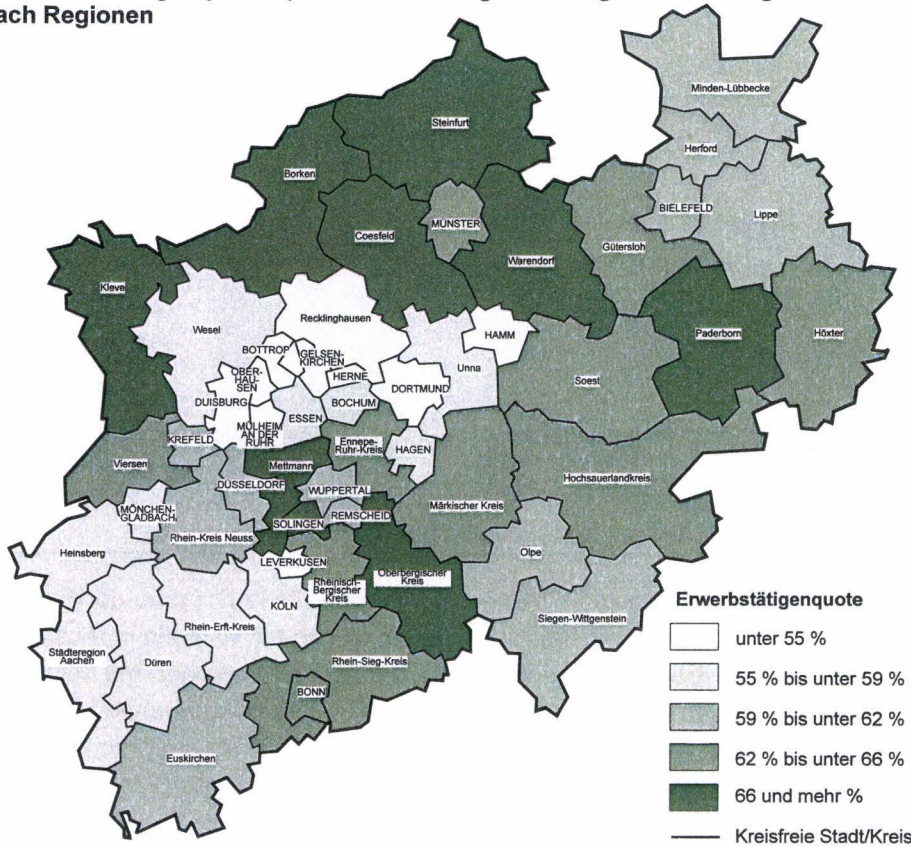 ach Regionen
Minden-Lübbecke
Steinfurt
Herford
Borken
BIELEFELD
Lippe
MÜNSTER
Coesfeld
Gütersloh
Warendorf
Kleve
Wesel
Recklinghausen
HAMM
Paderborn
Höxter
BOTTROP
GELSEN-
KIRCHEN
Unna
OBER-
HAU-
SEN
HERNE
DORTMUND
Soest
DUISBURG
ESSEN
BOCHUM
MÜLHEIM
AN DER
RUHR
KREFELD
Ennepe-
Ruhr-Kreis
HAGEN
Viersen
Mettmann
Hochsauerlandkreis
DÜSSELDORF
WUPPERTAL
Märkischer Kreis
MÖNCHEN-
GLADBACH
REMSCHEID
SOLINGEN
Rhein-Kreis Neuss
Heinsberg
Olpe
LEVERKUSEN
Oberbergischer
Kreis
Rheinisch-
Bergischer
Kreis
KÖLN
Siegen-Wittgenstein
Rhein-Erft-Kreis
Städteregion
Aachen
Düren
Rhein-Sieg-Kreis
BONN
Euskirchen
Erwerbstätigenquote
unter 55 %
55 % bis unter 59 %
59 % bis unter 62 %
62 % bis unter 66 %
66 und mehr %
Kreisfreie Stadt/Kreis